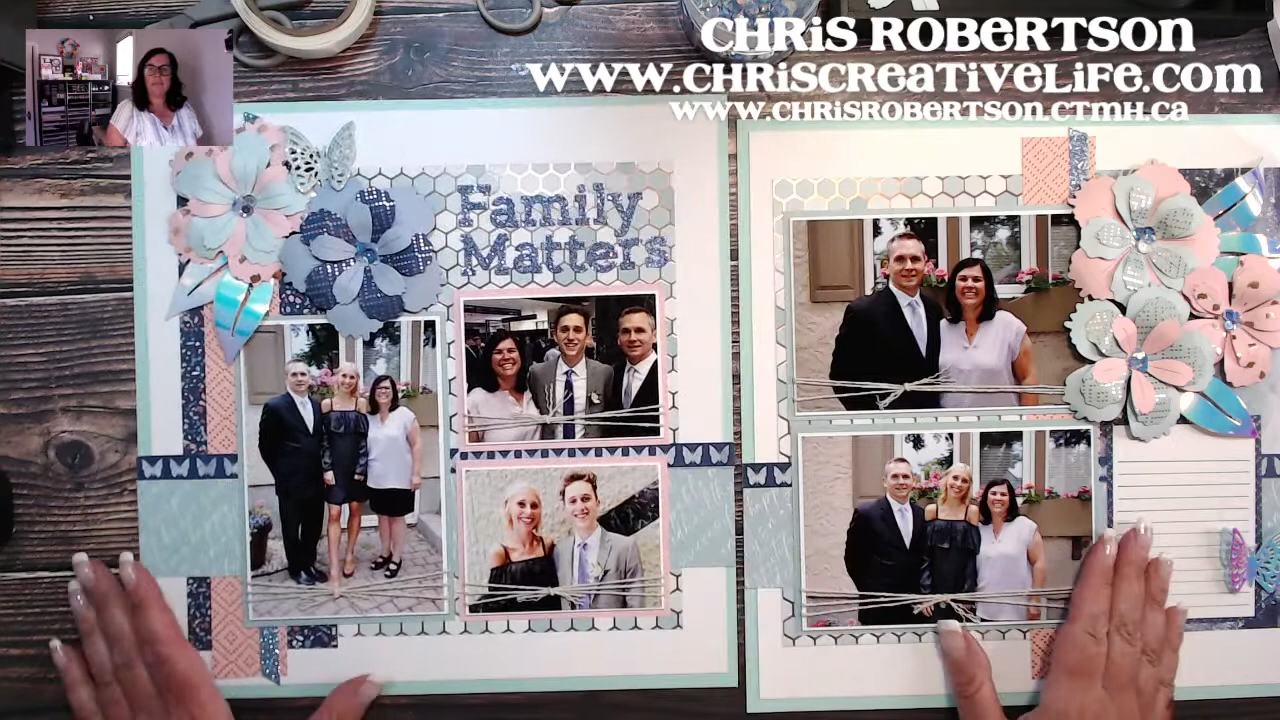 CHRIS ROBERTSON
WWW.CHRISCREATIVELIFE.COM
WWW.CHRISROBERTSON.CTMH.CA
Family
Matters